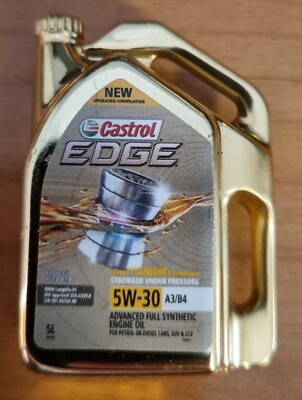 NEW
UPGRADED FORMULATION
Castrol
EDGE
STRONGER UNDER PRESSURE
5W-30 A3/B4
ADVANCED FULL SYNTHETIC
ENGINE OIL
5L
FOR PETROL OR DIESEL CARS, SUV & LCV